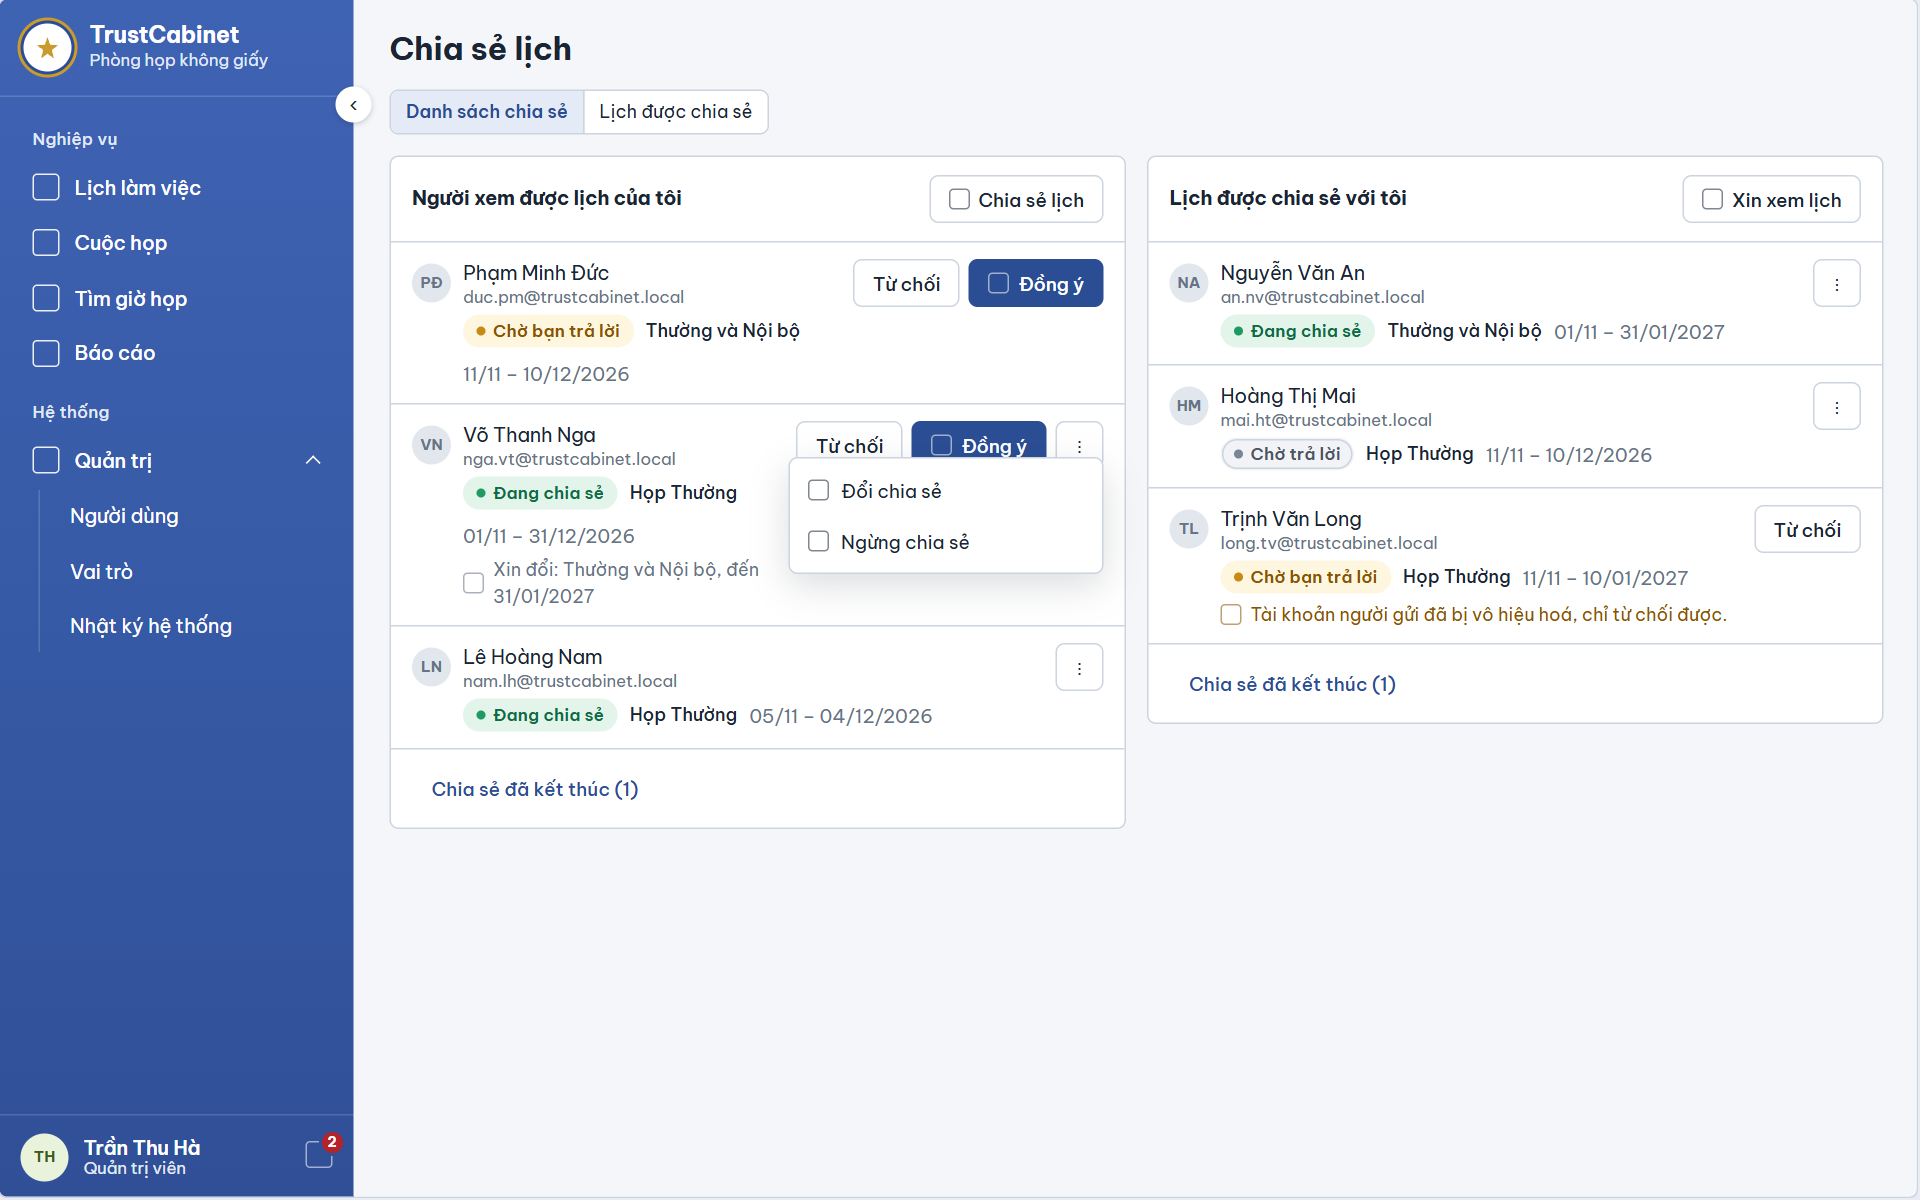 TrustCabinet
Phòng họp không giấy
Nghiệp vụ
Lịch làm việc
Cuộc họp
Tìm giờ họp
Báo cáo
Hệ thống
Quản trị
Người dùng
Vai trò
Nhật ký hệ thống
TH
Trần Thu Hà
Quản trị viên
2
Chia sẻ lịch
Danh sách chia sẻ
Lịch được chia sẻ
Người xem được lịch của tôi
Chia sẻ lịch
PĐ
Phạm Minh Đức
duc.pm@trustcabinet.local
Từ chối
Đồng ý
Chờ bạn trả lời
Thường và Nội bộ
11/11 – 10/12/2026
VN
Võ Thanh Nga
nga.vt@trustcabinet.local
Từ chối
Đồng ý
Đang chia sẻ
Họp Thường
01/11 – 31/12/2026
Xin đổi: Thường và Nội bộ, đến
31/01/2027
Đổi chia sẻ
Ngừng chia sẻ
LN
Lê Hoàng Nam
nam.lh@trustcabinet.local
Đang chia sẻ
Họp Thường
05/11 – 04/12/2026
Chia sẻ đã kết thúc (1)
Lịch được chia sẻ với tôi
Xin xem lịch
NA
Nguyễn Văn An
an.nv@trustcabinet.local
Đang chia sẻ
Thường và Nội bộ
01/11 – 31/01/2027
HM
Hoàng Thị Mai
mai.ht@trustcabinet.local
Chờ trả lời
Họp Thường
11/11 – 10/12/2026
TL
Trịnh Văn Long
long.tv@trustcabinet.local
Từ chối
Chờ bạn trả lời
Họp Thường
11/11 – 10/01/2027
Tài khoản người gửi đã bị vô hiệu hoá, chỉ từ chối được.
Chia sẻ đã kết thúc (1)